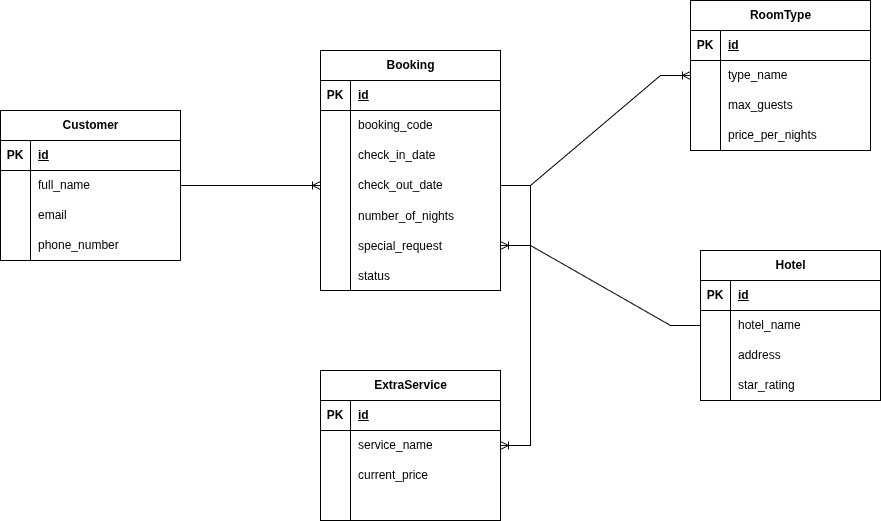 Customer
PK id
full_name
email
phone_number
Booking
PK id
booking_code
check_in_date
check_out_date
number_of_nights
special_request
status
ExtraService
PK id
service_name
current_price
RoomType
PK id
type_name
max_guests
price_per_nights
Hotel
PK id
hotel_name
address
star_rating